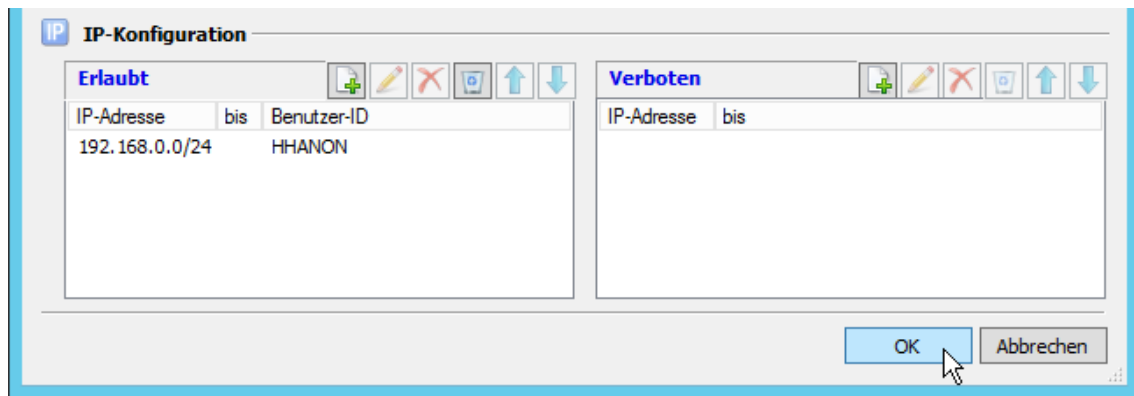 IP IP-Konfiguration
Erlaubt
IP-Adresse bis Benutzer-ID
192.168.0.0/24 HHANON
Verboten
IP-Adresse bis
OK Abbrechen